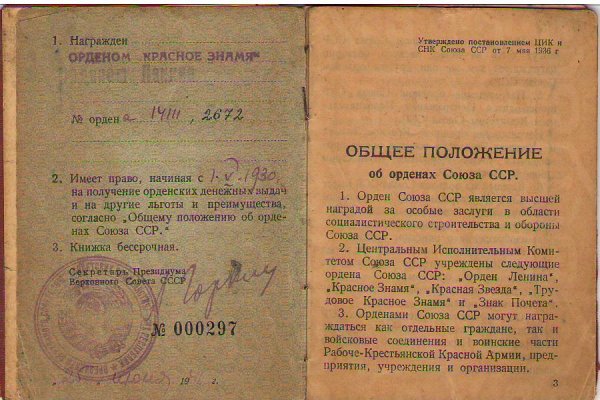 1. Награжден
ОРДЕНОМ „КРАСНОЕ ЗНАМЯ"
№ орден а 14111, 2672
2. Имеет право, начиная с 1.V.1930
на получение орденских денежных выдач
и на другие льготы и преимущества,
согласно „Общему положению об орде-
нах Союза ССР."
3. Книжка бессрочная.
Секретарь Президиума
Верховного Совета СССР
Горкин
№ 000297
июня 19 г.
Утверждено постановлением ЦИК и
СНК Союза ССР от 7 мая 1936 г
ОБЩЕЕ ПОЛОЖЕНИЕ
об орденах Союза ССР.
1. Орден Союза ССР является высшей
наградой за особые заслуги в области
социалистического строительства и обороны
Союза ССР.
2. Центральным Исполнительным Коми-
тетом Союза ССР учреждены следующие
ордена Союза ССР: „Орден Ленина",
„Красное Знамя", „Красная Звезда", „Тру-
довое Красное Знамя" и „Знак Почета".
3. Орденами Союза ССР могут награ-
ждаться как отдельные граждане, так и
войсковые соединения и воинские части
Рабоче-Крестьянской Красной Армии, пред-
приятия, учреждения и организации.
3